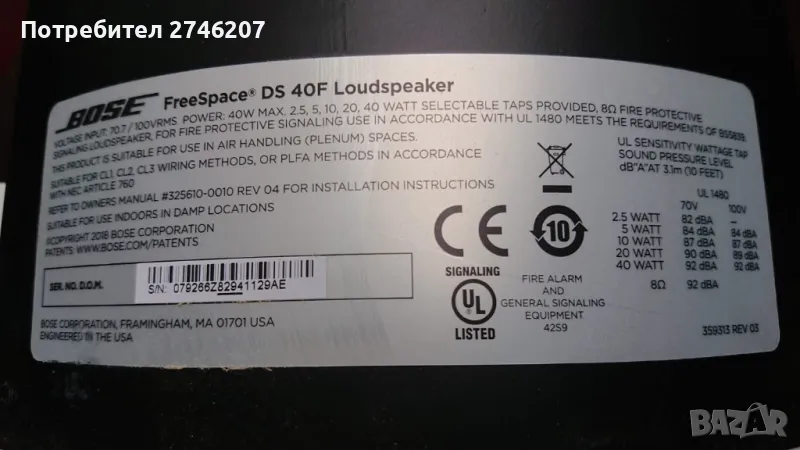 Потребител 2746207
BOSE
FreeSpace® DS 40F Loudspeaker
VOLTAGE INPUT: 70.7 / 100VRMS POWER: 40W MAX. 2.5, 5, 10, 20, 40 WATT SELECTABLE TAPS PROVIDED, 8Ω FIRE PROTECTIVE
SIGNALING LOUDSPEAKER, FOR FIRE PROTECTIVE SIGNALING USE IN ACCORDANCE WITH UL 1480 MEETS THE REQUIREMENTS OF BS5839.
THIS PRODUCT IS SUITABLE FOR USE IN AIR HANDLING (PLENUM) SPACES.
SUITABLE FOR CL1, CL2, CL3 WIRING METHODS, OR PLFA METHODS IN ACCORDANCE
WITH NEC ARTICLE 760
REFER TO OWNERS MANUAL #325610-0010 REV 04 FOR INSTALLATION INSTRUCTIONS
SUITABLE FOR USE INDOORS IN DAMP LOCATIONS
©COPYRIGHT 2018 BOSE CORPORATION
PATENTS: WWW.BOSE.COM/PATENTS
SERIAL NO. D.O.M.
S/N: 079266Z82941129AE
BOSE CORPORATION, FRAMINGHAM, MA 01701 USA
ENGINEERED IN THE USA
CE
10
SIGNALING
UL
LISTED
FIRE ALARM
AND
GENERAL SIGNALING
EQUIPMENT
42S9
UL SENSITIVITY WATTAGE TAP
SOUND PRESSURE LEVEL
dB"A"AT 3.1m (10 FEET)
UL 1480
70V 100V
2.5 WATT 82 dBA –
5 WATT 84 dBA 84 dBA
10 WATT 87 dBA 87 dBA
20 WATT 90 dBA 89 dBA
40 WATT 92 dBA 92 dBA
8Ω 92 dBA
359313 REV 03
BAZAR